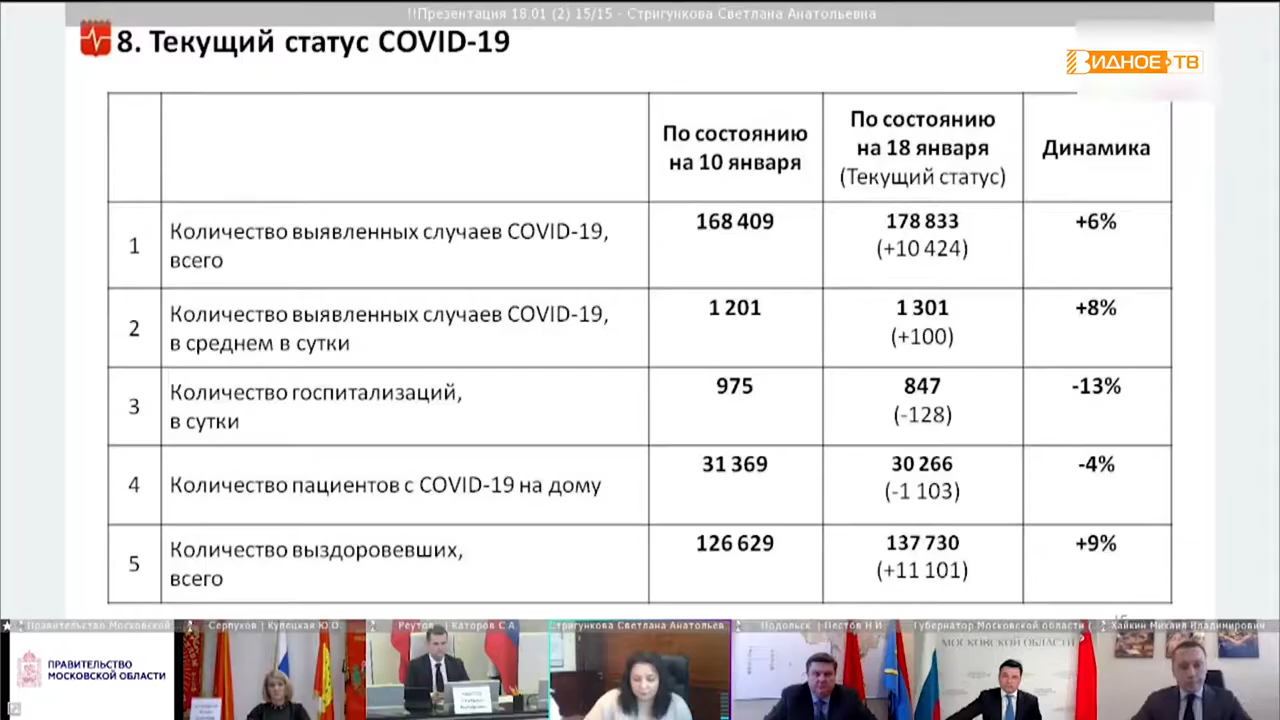 !!Презентация 18.01 (2) 15/15 - Стригункова Светлана Анатольевна
8. Текущий статус COVID-19
ВИДНОЕ ТВ
По состоянию
на 10 января
По состоянию
на 18 января
(Текущий статус)
Динамика
1
Количество выявленных случаев COVID-19,
всего
168 409
178 833
(+10 424)
+6%
2
Количество выявленных случаев COVID-19,
в среднем в сутки
1 201
1 301
(+100)
+8%
3
Количество госпитализаций,
в сутки
975
847
(-128)
-13%
4
Количество пациентов с COVID-19 на дому
31 369
30 266
(-1 103)
-4%
5
Количество выздоровевших,
всего
126 629
137 730
(+11 101)
+9%
Правительство Московской
Серпухов | Купецкая Ю.О.
Реутов | Каторов С.А
Стригункова Светлана Анатольев
Подольск | Пестов Н И
Губернатор Московской области (
Хайкин Михаил Владимирович
ПРАВИТЕЛЬСТВО
МОСКОВСКОЙ ОБЛАСТИ
МОСКОВСКОЙ ОБЛАСТИ